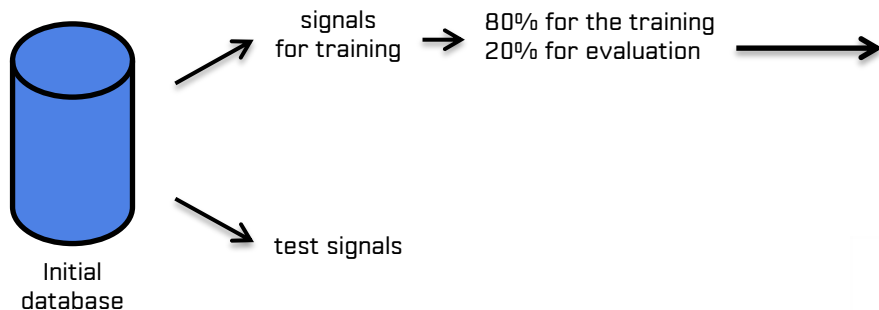 signals
for training
80% for the training
20% for evaluation
test signals
Initial
database